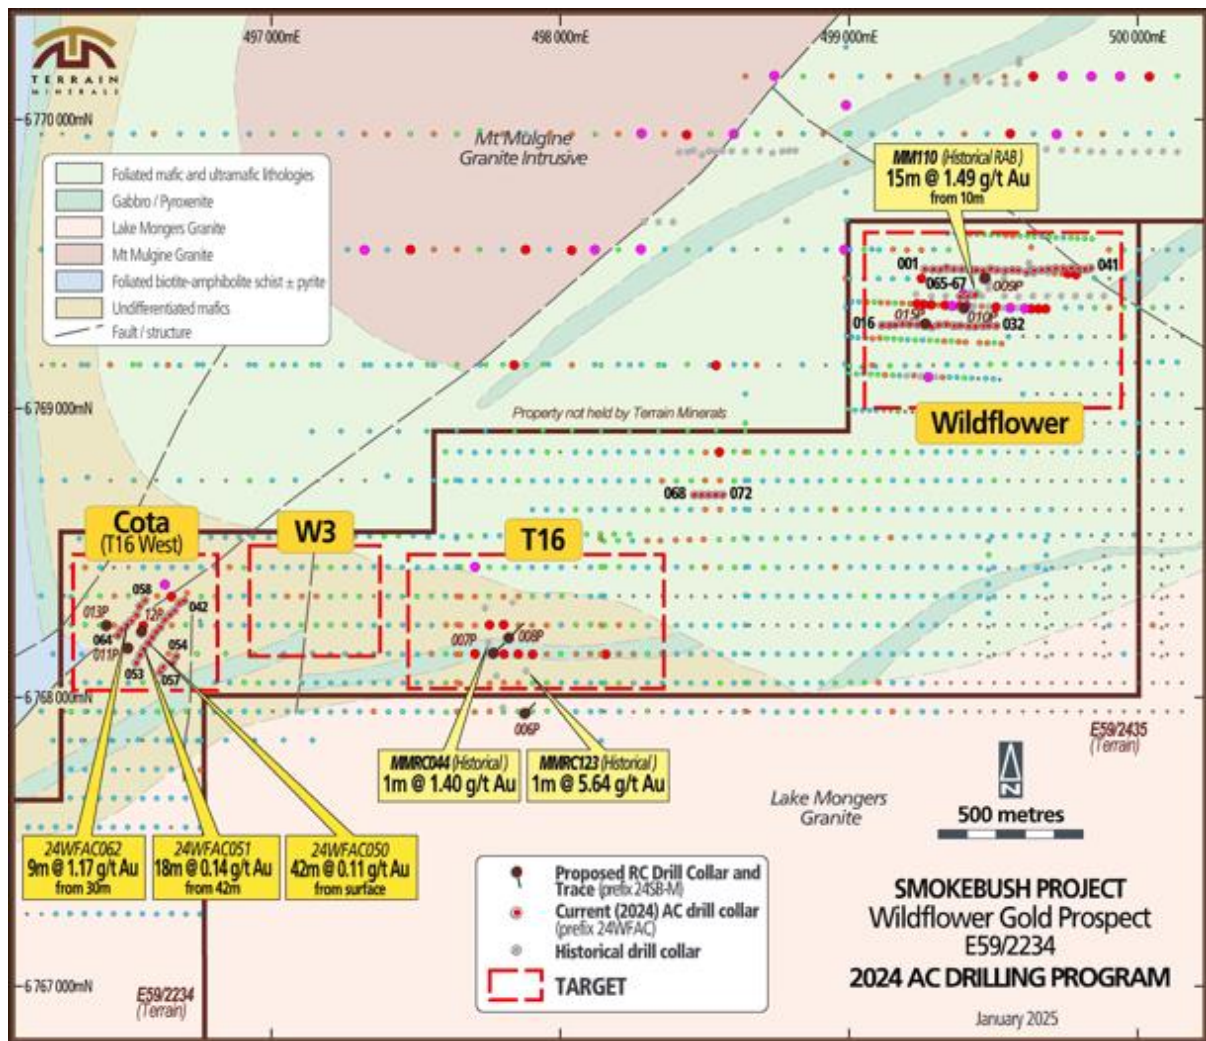 497 000mE
498 000mE
499 000mE
500 000mE
TERRAIN
MINERALS
6 770 000mN
Mt Mulgine
Granite Intrusive
MM110 (Historical RAB)
15m @ 1.49 g/t Au
from 10m
Foliated mafic and ultramafic lithologies
Gabbro / Pyroxenite
Lake Mongers Granite
Mt Mulgine Granite
Foliated biotite-amphibolite schist ± pyrite
Undifferentiated mafics
Fault / structure
001
041
065-67
009P
015P
010P
016
032
6 769 000mN
Property not held by Terrain Minerals
Wildflower
068
072
Cota
(T16 West)
W3
T16
058
042
013P
12P
064
011P
054
053
057
007P
008P
6 768 000mN
006P
E59/2435
(Terrain)
MMRC044 (Historical)
1m @ 1.40 g/t Au
MMRC123 (Historical)
1m @ 5.64 g/t Au
N
Lake Mongers
Granite
500 metres
24WFAC062
9m @ 1.17 g/t Au
from 30m
24WFAC051
18m @ 0.14 g/t Au
from 42m
24WFAC050
42m @ 0.11 g/t Au
from surface
Proposed RC Drill Collar and
Trace (prefix 24SB-M)
Current (2024) AC drill collar
(prefix 24WFAC)
Historical drill collar
TARGET
SMOKEBUSH PROJECT
Wildflower Gold Prospect
E59/2234
2024 AC DRILLING PROGRAM
January 2025
6 767 000mN
E59/2234
(Terrain)